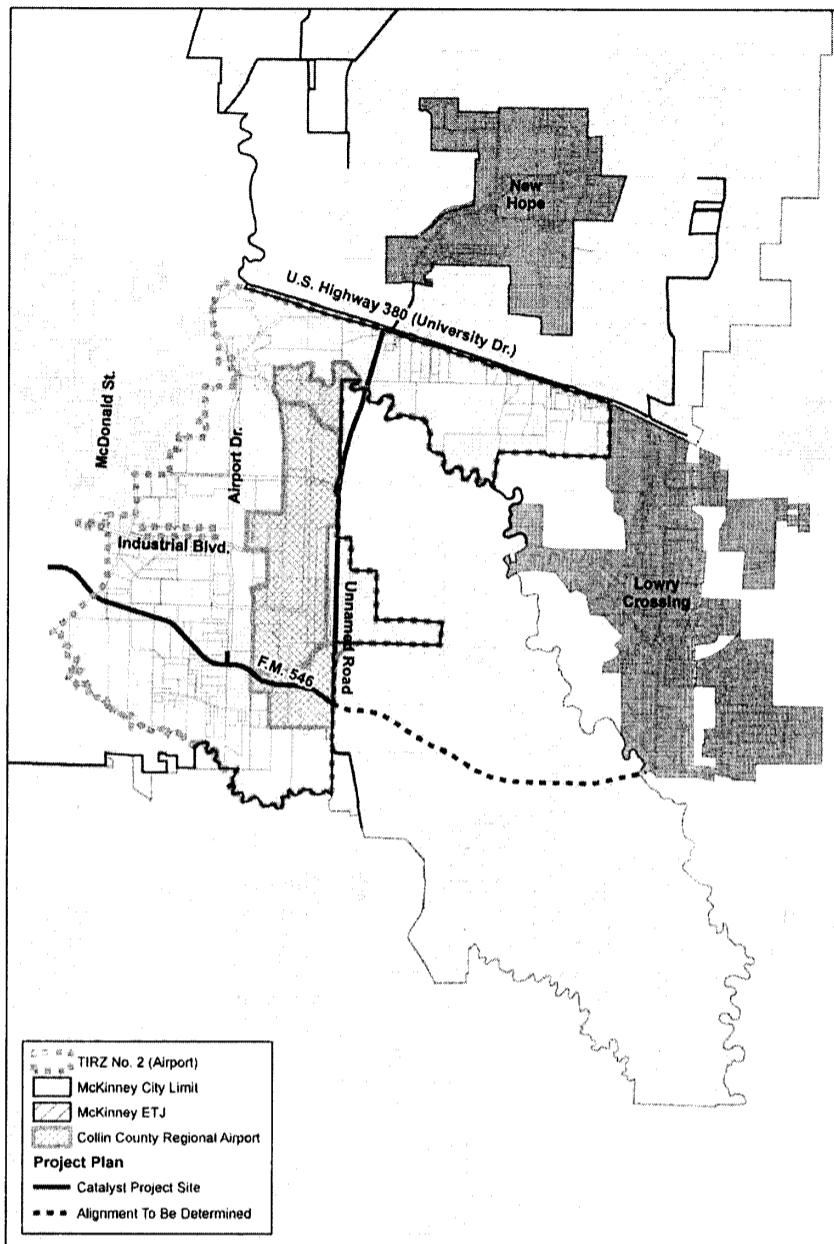 New
Hope
U.S. Highway 380 (University Dr.)
McDonald St.
Airport Dr.
Industrial Blvd.
Unnamed Road
Lowry
Crossing
F.M. 546
TIRZ No. 2 (Airport)
McKinney City Limit
McKinney ETJ
Collin County Regional Airport
Project Plan
Catalyst Project Site
Alignment To Be Determined